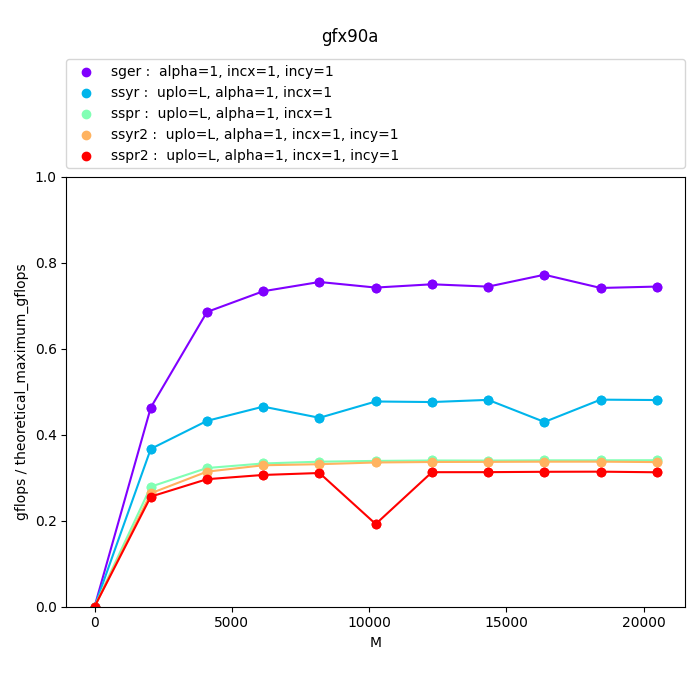 gfx90a
sger :  alpha=1, incx=1, incy=1
ssyr :  uplo=L, alpha=1, incx=1
sspr :  uplo=L, alpha=1, incx=1
ssyr2 :  uplo=L, alpha=1, incx=1, incy=1
sspr2 :  uplo=L, alpha=1, incx=1, incy=1
1.0
0.8
0.6
0.4
0.2
0.0
gflops / theoretical_maximum_gflops
0 5000 10000 15000 20000
M